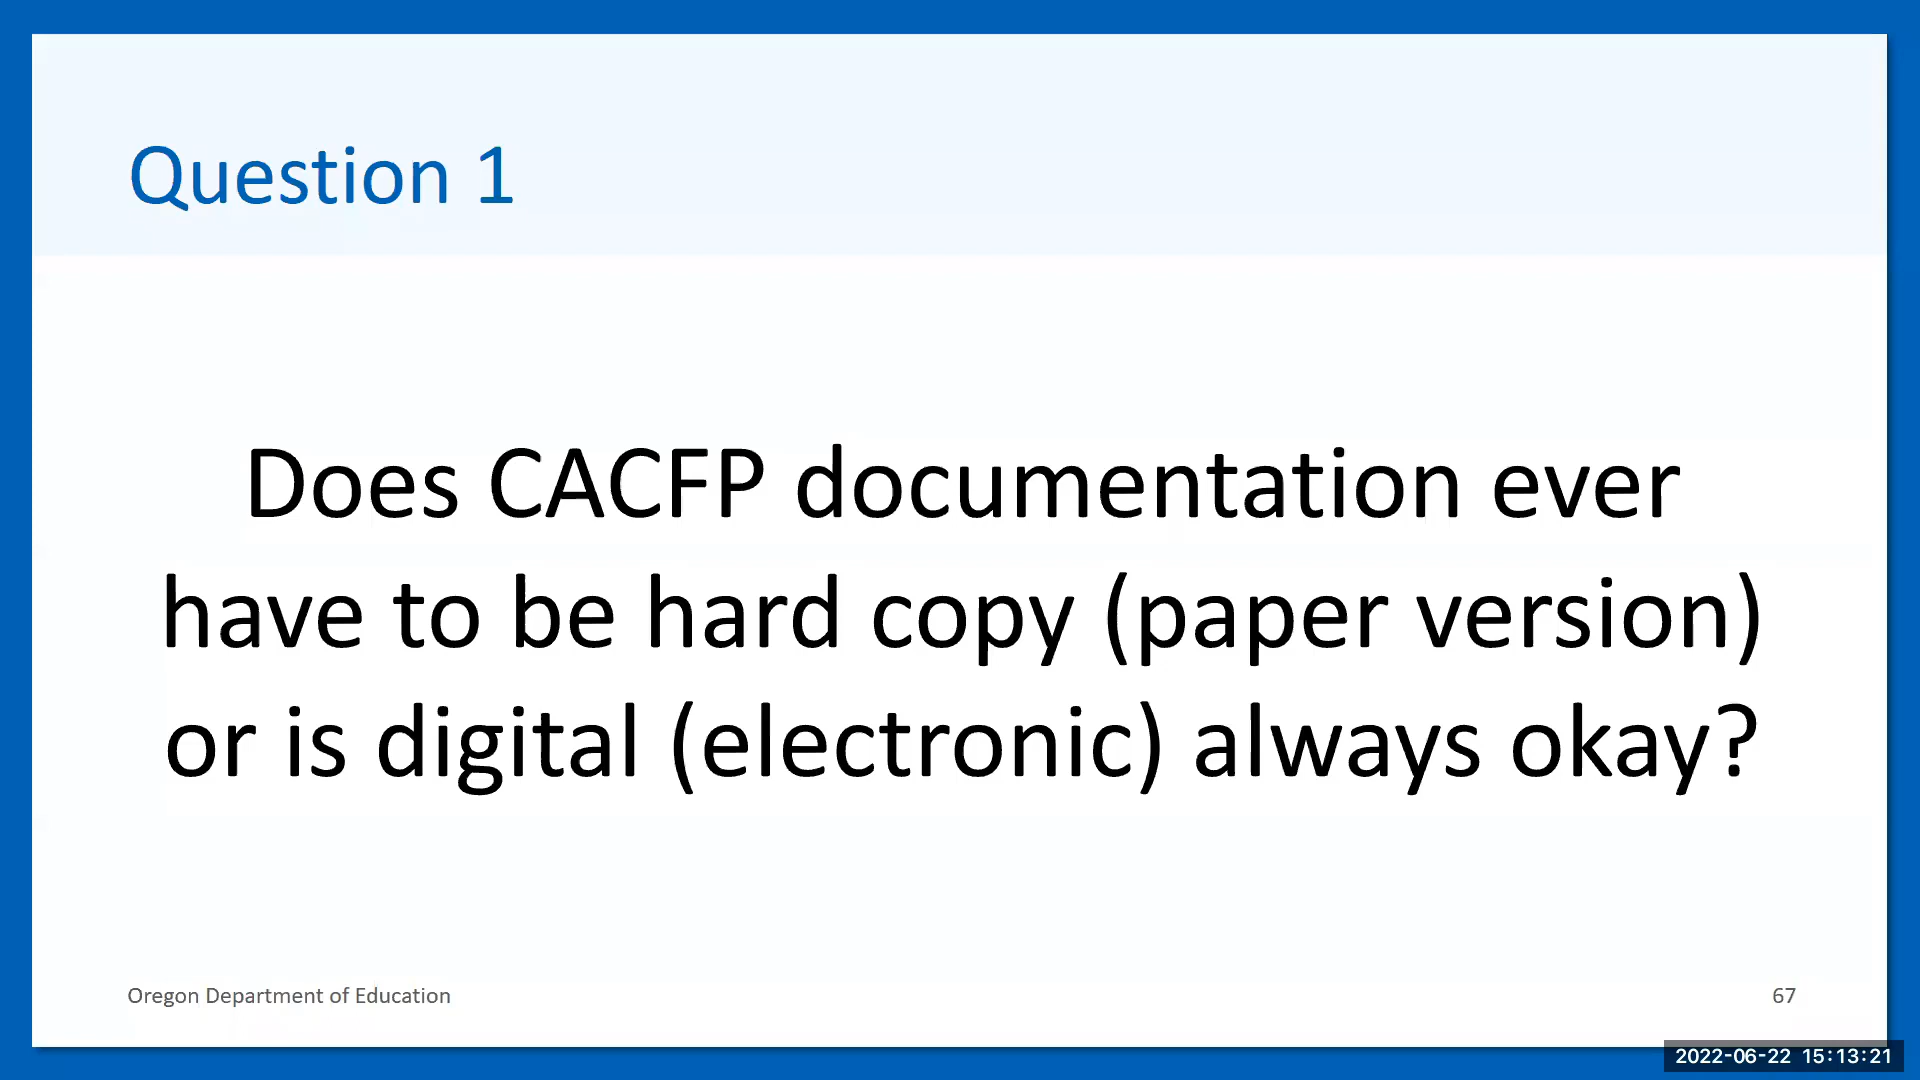 Question 1
Does CACFP documentation ever
have to be hard copy (paper version)
or is digital (electronic) always okay?
Oregon Department of Education
67
2022-06-22 15:13:21